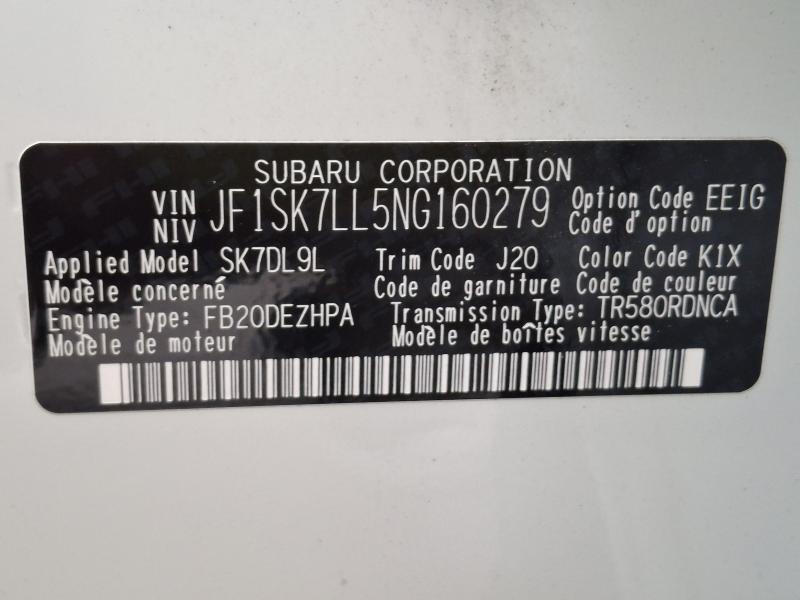 SUBARU CORPORATION
VIN NIV JF1SK7LL5NG160279 Option Code EEIG
Code d'option
Applied Model SK7DL9L Trim Code J20 Color Code K1X
Modèle concerné Code de garniture Code de couleur
Engine Type: FB20DEZHPA Transmission Type: TR580RDNCA
Modèle de moteur Modèle de boîtes vitesse